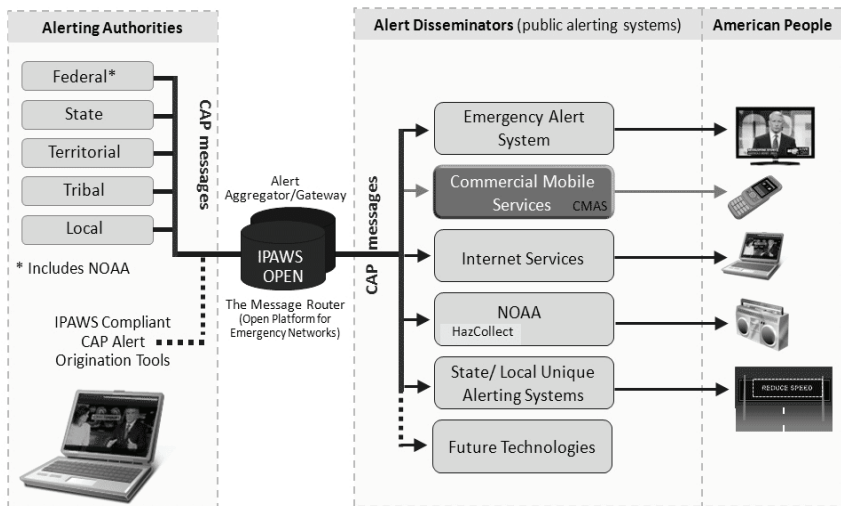 Alerting Authorities
Federal*
State
Territorial
Tribal
Local
* Includes NOAA
CAP messages
IPAWS Compliant
CAP Alert
Origination Tools
Alert
Aggregator/Gateway
IPAWS
OPEN
The Message Router
(Open Platform for
Emergency Networks)
Alert Disseminators (public alerting systems)
CAP messages
Emergency Alert
System
Commercial Mobile
Services CMAS
Internet Services
NOAA
HazCollect
State/ Local Unique
Alerting Systems
Future Technologies
American People
REDUCE SPEED